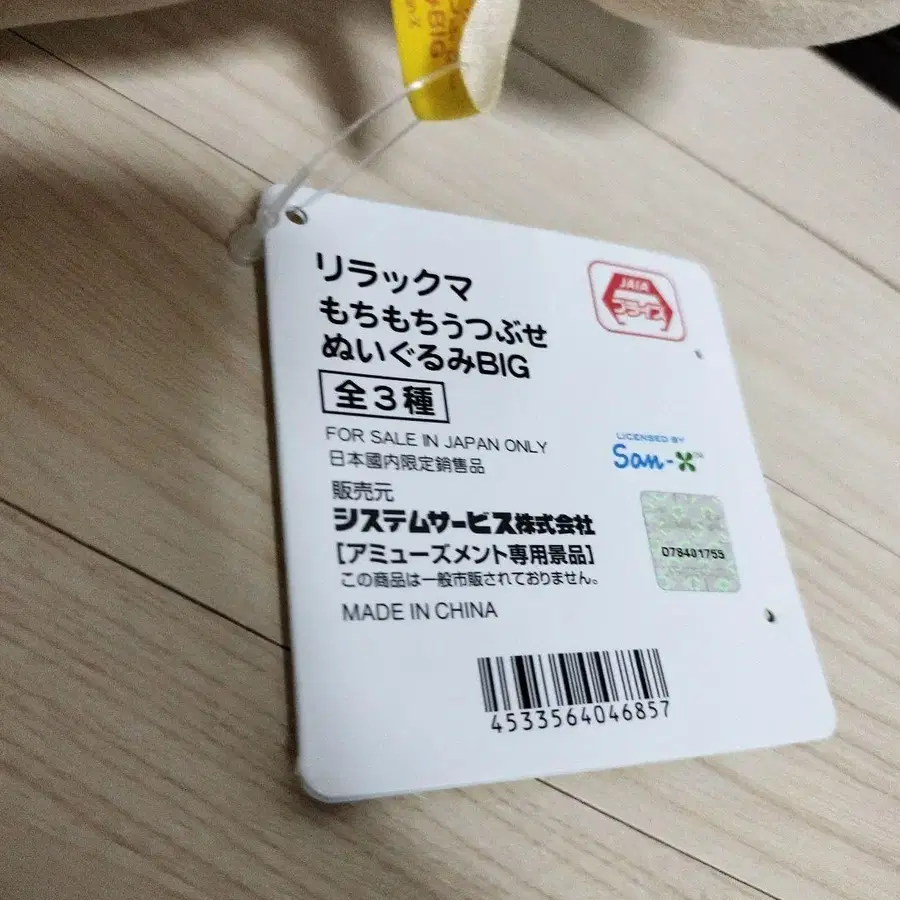 リラックマ
もちもちうつぶせ
ぬいぐるみBIG
全3種
FOR SALE IN JAPAN ONLY
日本國内限定銷售品
販売元
システムサービス株式会社
[アミューズメント専用景品]
この商品は一般市販されておりません。
MADE IN CHINA
4533564046857
JAIA
プライズ
LICENSED BY
San-X
D78401755
BIG